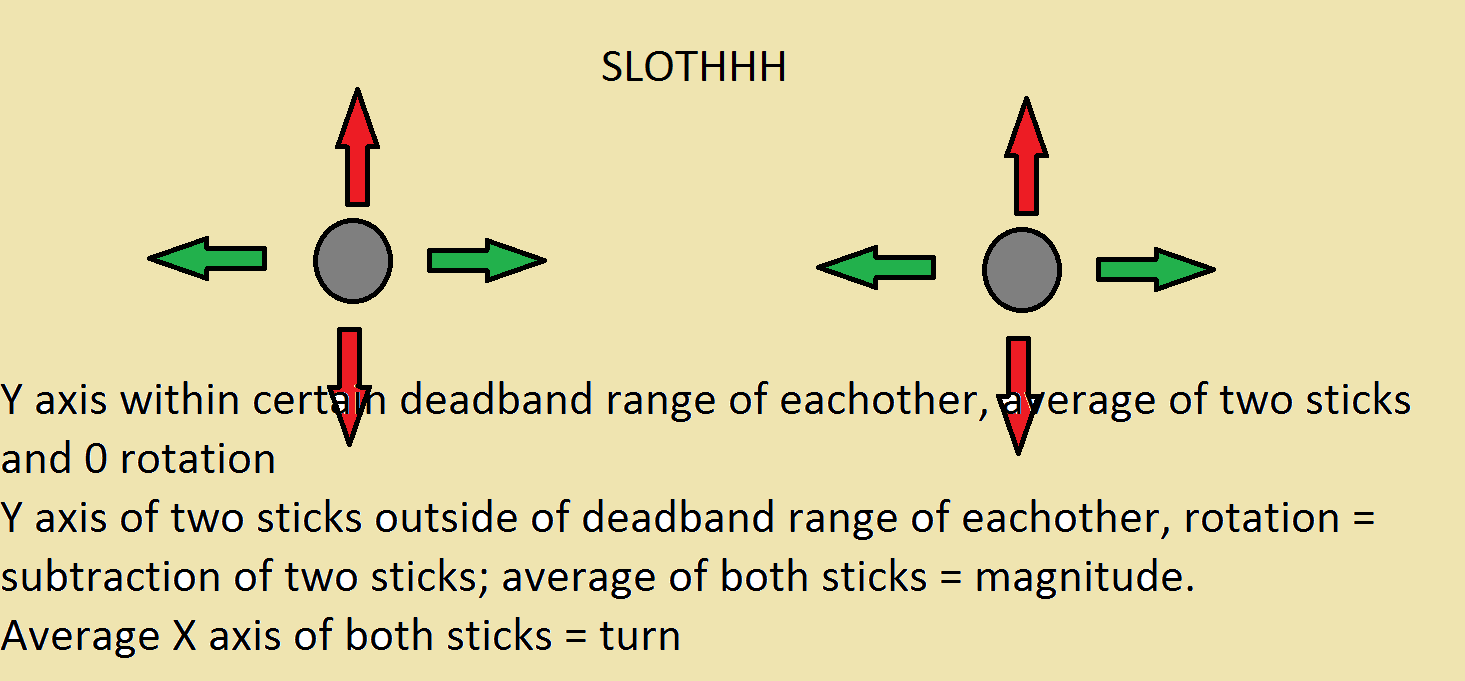 SLOTHHH
Y axis within certain deadband range of eachother, average of two sticks
and 0 rotation
Y axis of two sticks outside of deadband range of eachother, rotation =
subtraction of two sticks; average of both sticks = magnitude.
Average X axis of both sticks = turn